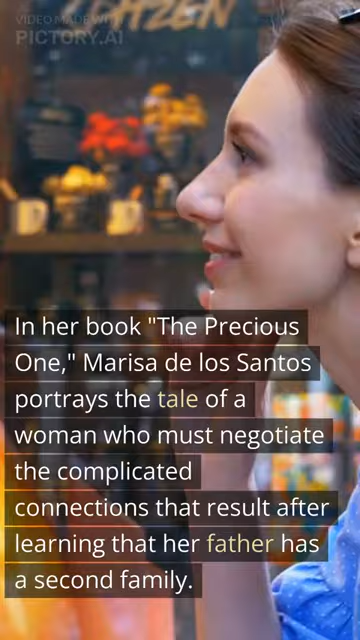 VIDEO MADE WITH
PICTORY.AI
In her book "The Precious
One," Marisa de los Santos
portrays the tale of a
woman who must negotiate
the complicated
connections that result after
learning that her father has
a second family.